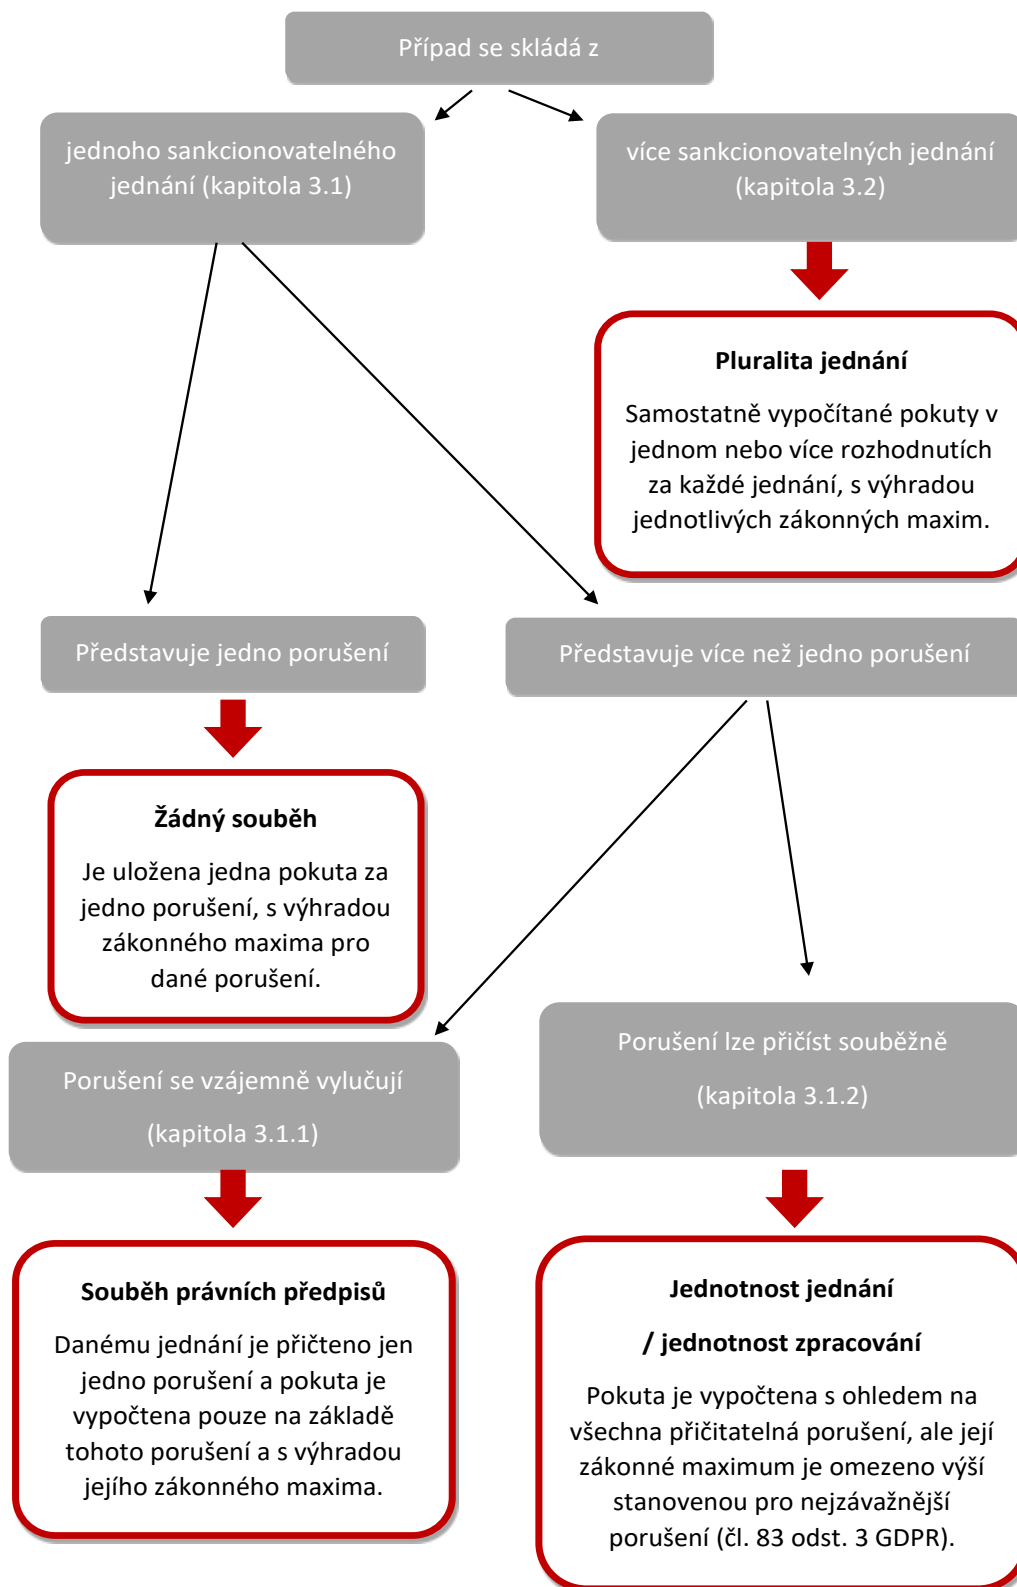 Případ se skládá z
jednoho sankcionovatelného
jednání (kapitola 3.1)
více sankcionovatelných jednání
(kapitola 3.2)
Pluralita jednání
Samostatně vypočítané pokuty v
jednom nebo více rozhodnutích
za každé jednání, s výhradou
jednotlivých zákonných maxim.
Představuje jedno porušení
Představuje více než jedno porušení
Žádný souběh
Je uložena jedna pokuta za
jedno porušení, s výhradou
zákonného maxima pro
dané porušení.
Porušení se vzájemně vylučují
(kapitola 3.1.1)
Porušení lze přičíst souběžně
(kapitola 3.1.2)
Souběh právních předpisů
Danému jednání je přičteno jen
jedno porušení a pokuta je
vypočtena pouze na základě
tohoto porušení a s výhradou
jejího zákonného maxima.
Jednotnost jednání
/ jednotnost zpracování
Pokuta je vypočtena s ohledem na
všechna přičitatelná porušení, ale její
zákonné maximum je omezeno výší
stanovenou pro nejzávažnější
porušení (čl. 83 odst. 3 GDPR).